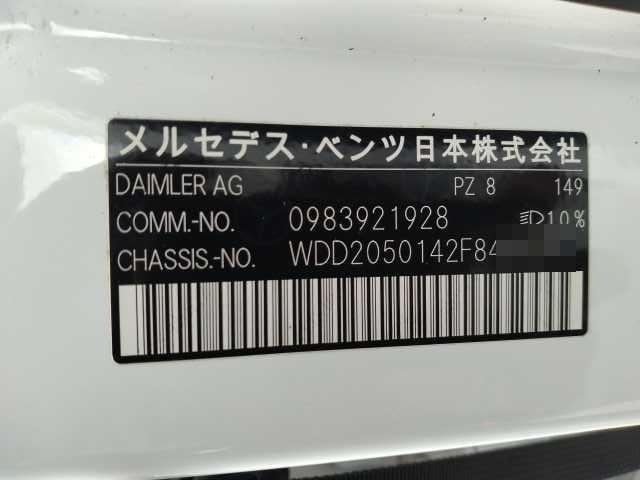 メルセデス・ベンツ日本株式会社
DAIMLER AG PZ 8 149
COMM.-NO. 0983921928 10%
CHASSIS.-NO. WDD2050142F84